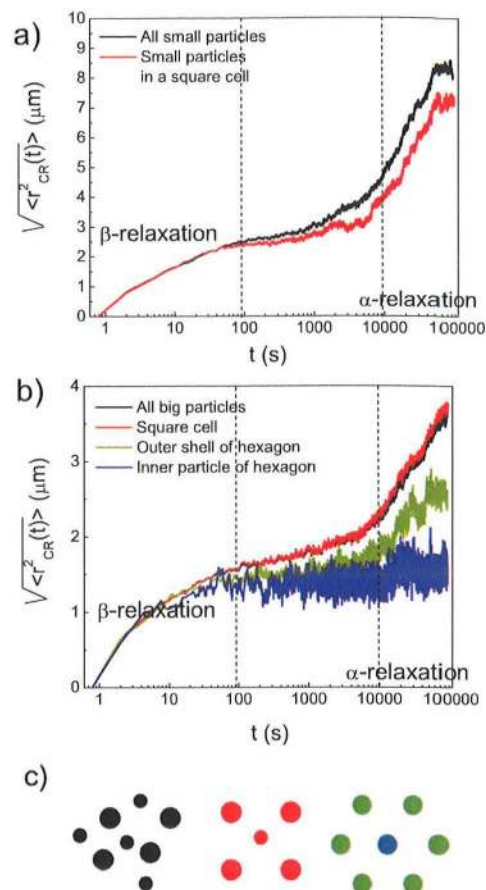 a)
All small particles
Small particles
in a square cell
√<r²CR(t)> (µm)
10
9
8
7
6
5
4
3
2
1
0
β-relaxation
α-relaxation
1 10 100 1000 10000 100000
t (s)
b)
All big particles
Square cell
Outer shell of hexagon
Inner particle of hexagon
√<r²CR(t)> (µm)
4
3
2
1
0
β-relaxation
α-relaxation
1 10 100 1000 10000 100000
t (s)
c)